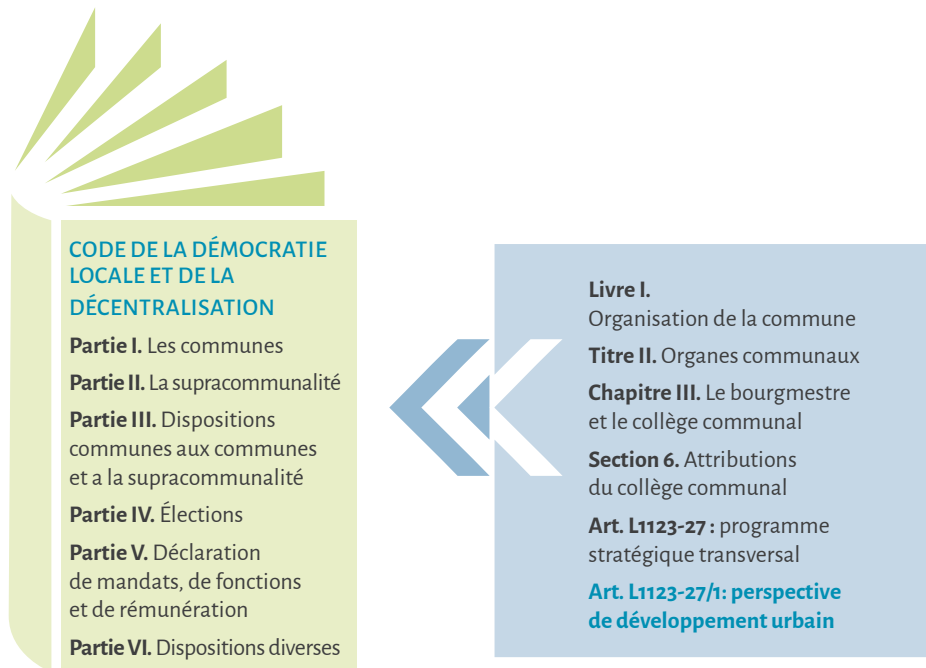 CODE DE LA DÉMOCRATIE
LOCALE ET DE LA
DÉCENTRALISATION
Partie I. Les communes
Partie II. La supracommunalité
Partie III. Dispositions
communes aux communes
et a la supracommunalité
Partie IV. Élections
Partie V. Déclaration
de mandats, de fonctions
et de rémunération
Partie VI. Dispositions diverses
Livre I.
Organisation de la commune
Titre II. Organes communaux
Chapitre III. Le bourgmestre
et le collège communal
Section 6. Attributions
du collège communal
Art. L1123-27 : programme
stratégique transversal
Art. L1123-27/1: perspective
de développement urbain